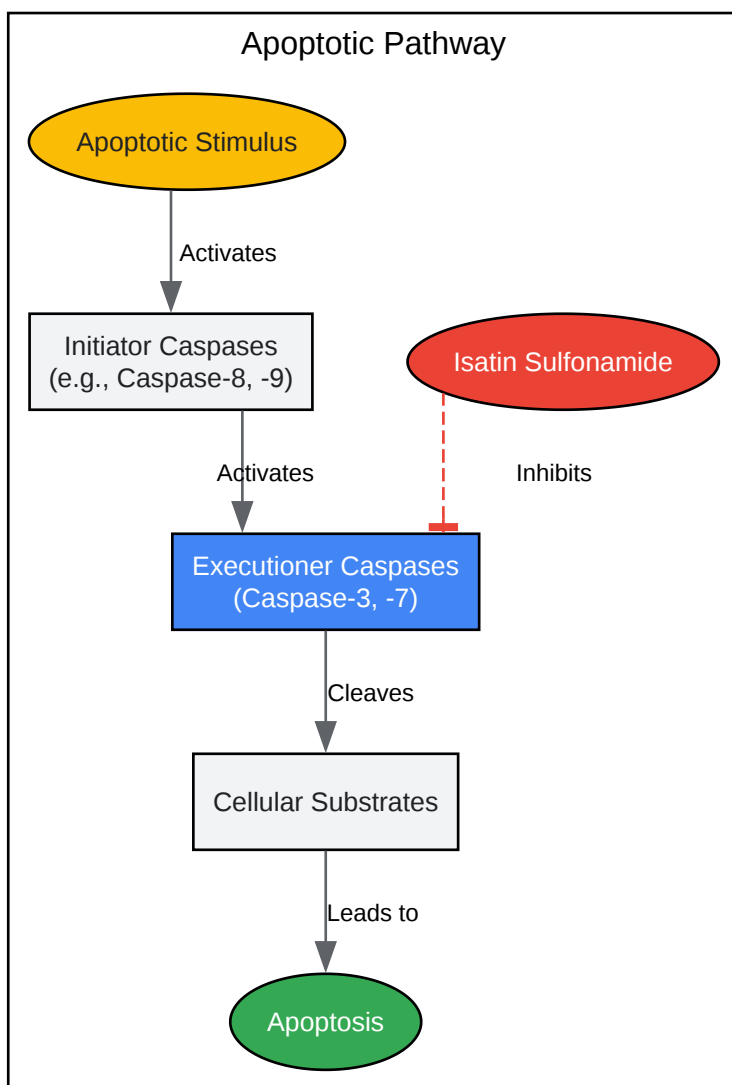 Apoptotic Pathway
Apoptotic Stimulus
Activates
Initiator Caspases
(e.g., Caspase-8, -9)
Isatin Sulfonamide
Activates
Inhibits
Executioner Caspases
(Caspase-3, -7)
Cleaves
Cellular Substrates
Leads to
Apoptosis